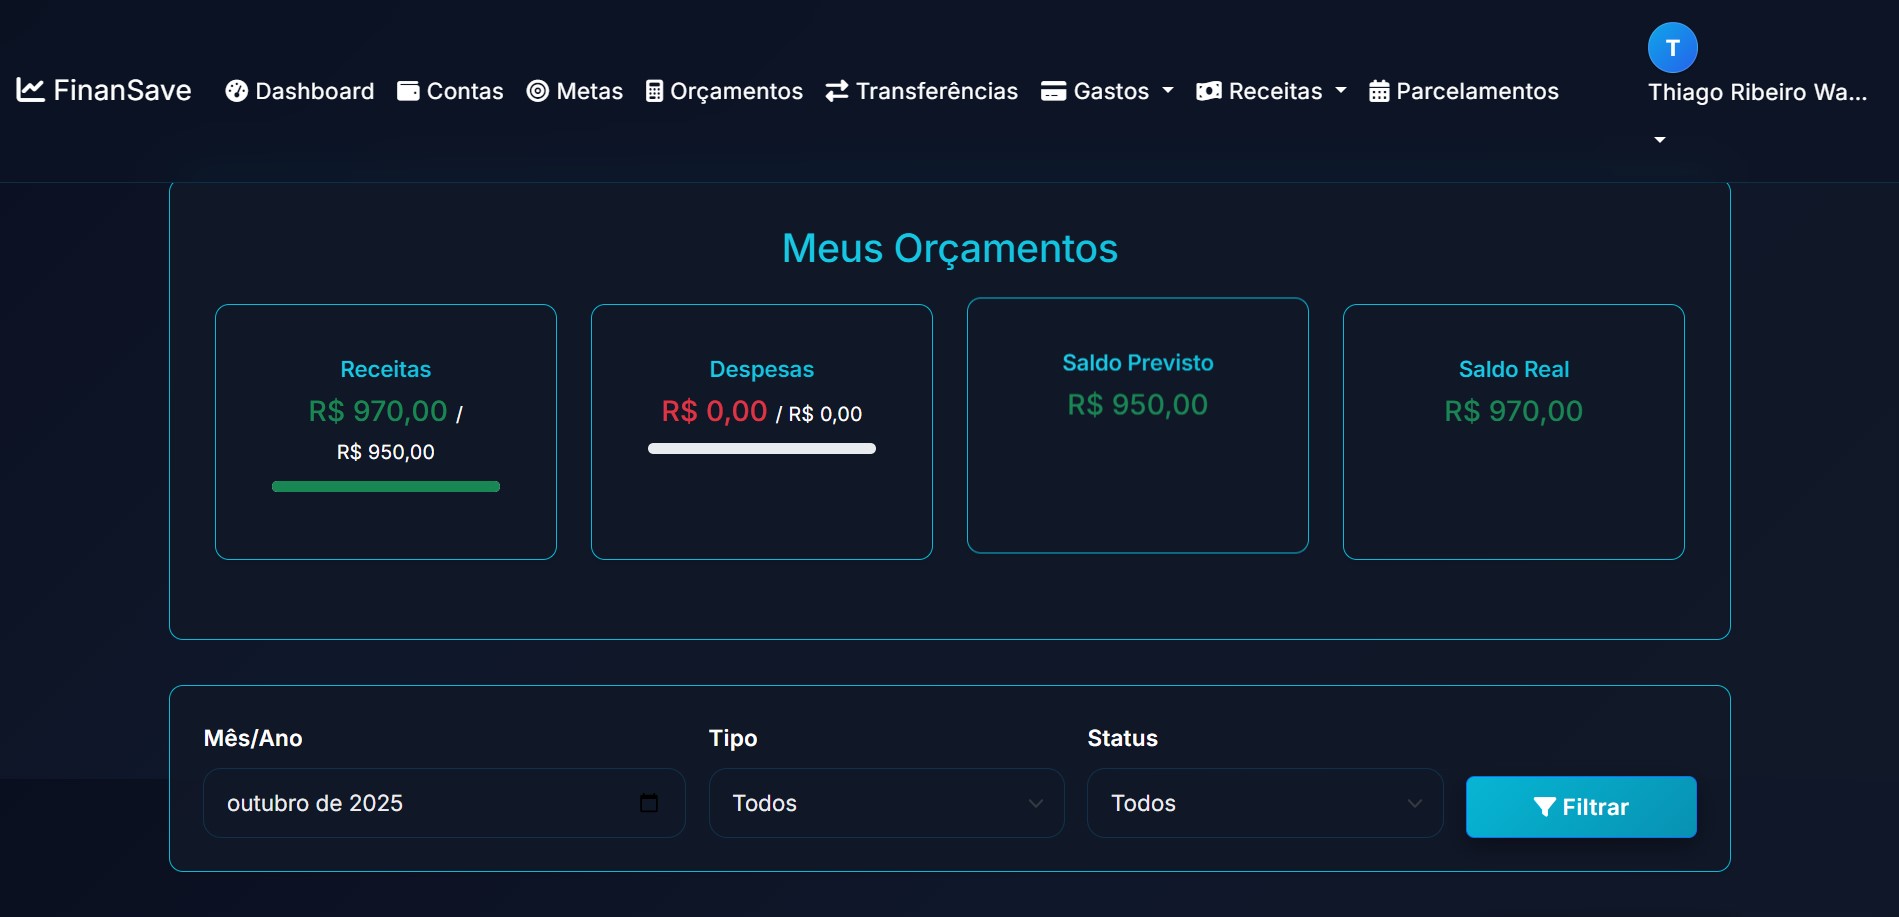 T
FinanSave Dashboard Contas Metas Orçamentos Transferências Gastos Receitas Parcelamentos Thiago Ribeiro Wa...
Meus Orçamentos
Receitas
R$ 970,00 /
R$ 950,00
Despesas
R$ 0,00 / R$ 0,00
Saldo Previsto
R$ 950,00
Saldo Real
R$ 970,00
Mês/Ano Tipo Status
outubro de 2025 Todos Todos Filtrar